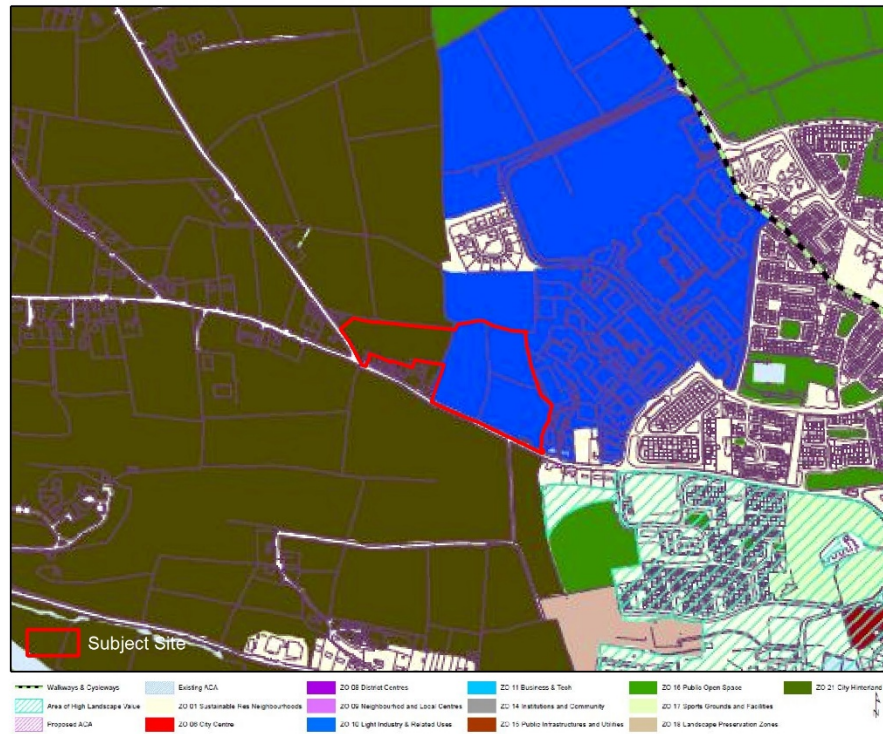 Subject Site
Walkways & Cycleways
Existing ACA
ZO 08 District Centres
ZO 11 Business & Tech
ZO 16 Public Open Space
ZO 21 City Hinterland
Area of High Landscape Value
ZO 01 Sustainable Res Neighbourhoods
ZO 09 Neighborhod and Local Centres
ZO 14 Institutions and Community
ZO 17 Sports Grounds and Facilities
Proposed ACA
ZO 06 City Centre
ZO 10 Light Industry & Related Uses
ZO 15 Public Infrastructures and Utilities
ZO 18 Landscape Preservation Zones